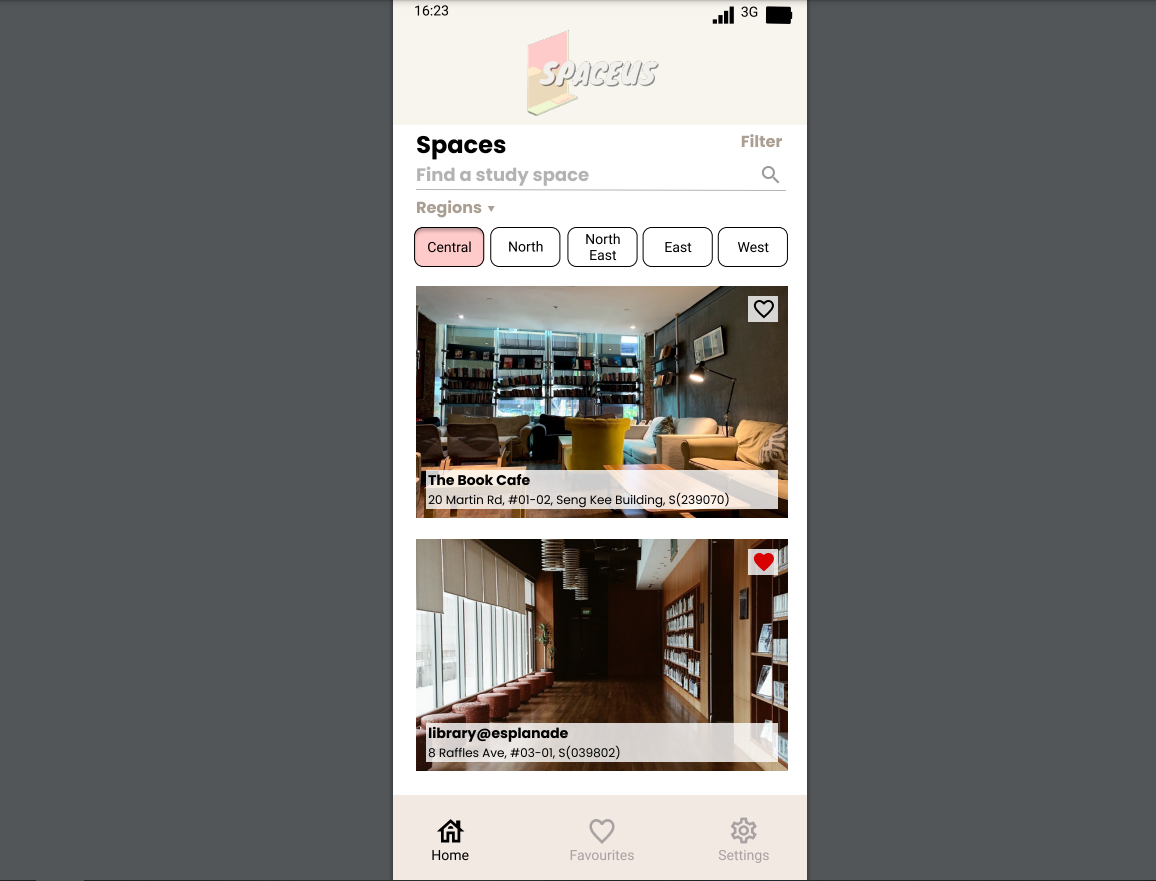 16:23
3G
SPACEUS
Spaces
Filter
Find a study space
Regions ▾
Central
North
North
East
East
West
The Book Cafe
20 Martin Rd, #01-02, Seng Kee Building, S(239070)
library@esplanade
8 Raffles Ave, #03-01, S(039802)
Home
Favourites
Settings